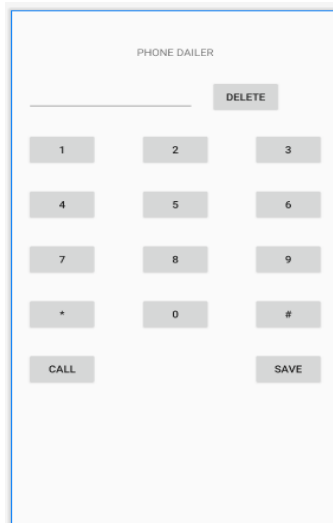 PHONE DAILER
DELETE
1 2 3
4 5 6
7 8 9
* 0 #
CALL SAVE